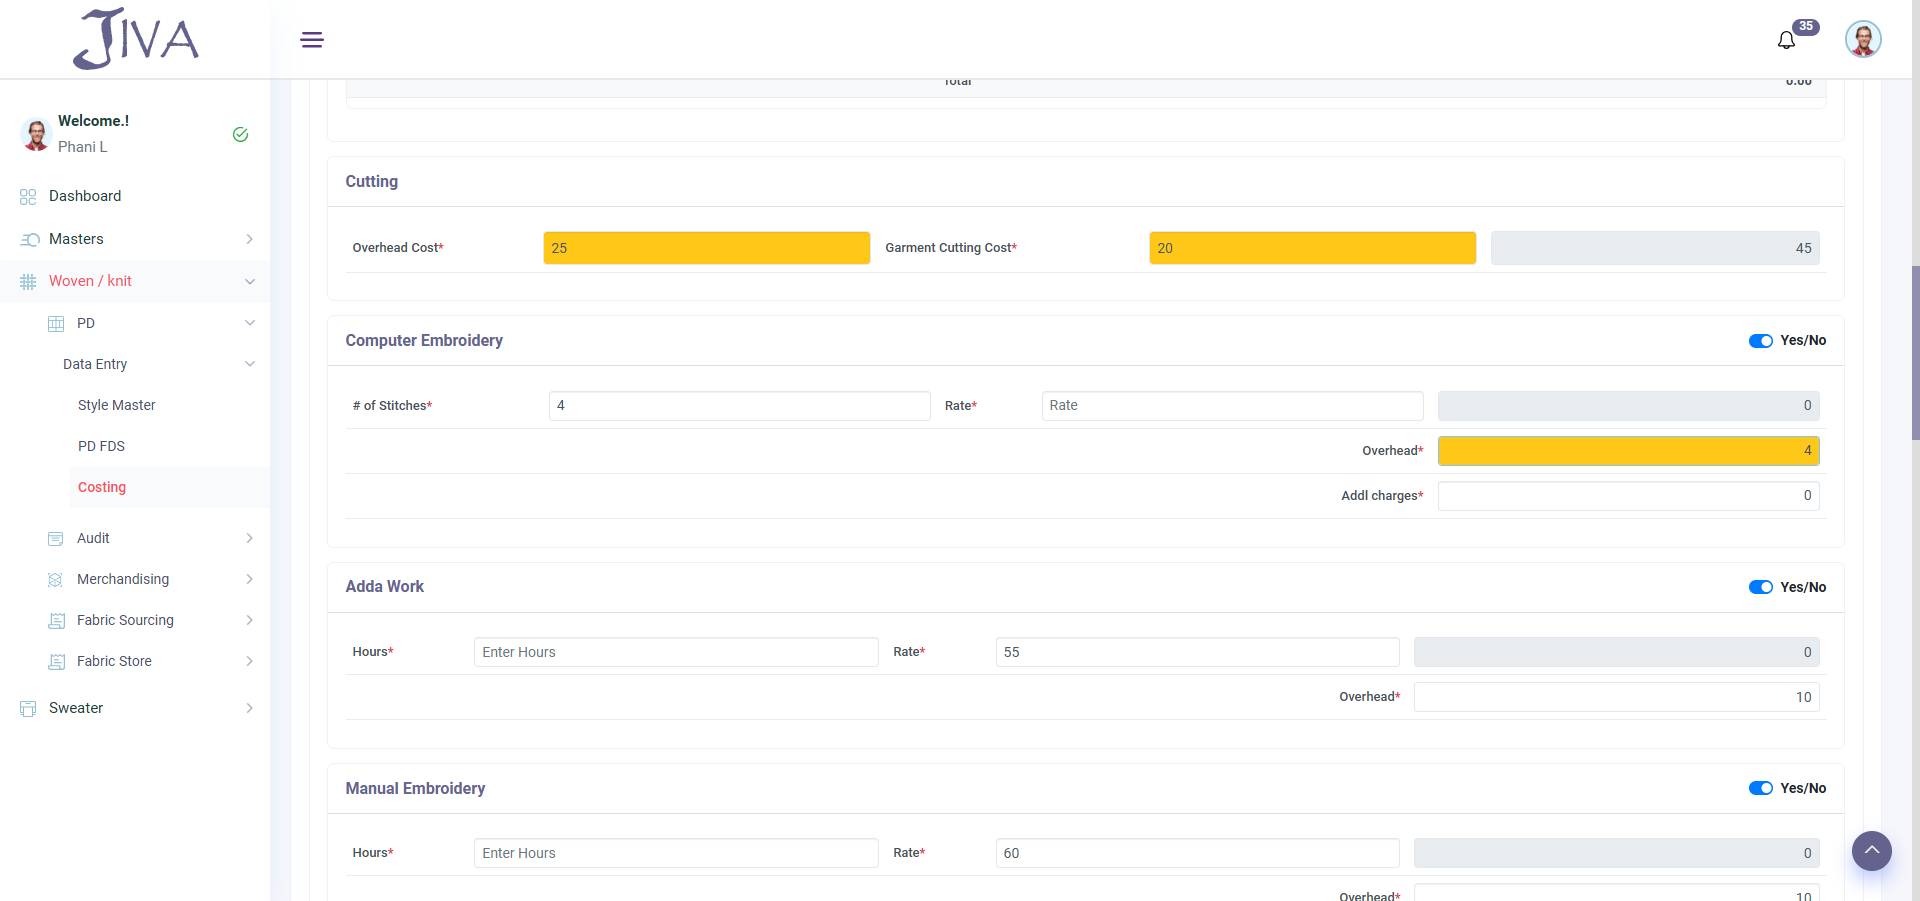 JIVA
35
Welcome.!
Phani L
Dashboard
Masters
Woven / knit
PD
Data Entry
Style Master
PD FDS
Costing
Audit
Merchandising
Fabric Sourcing
Fabric Store
Sweater
Total 0.00
Cutting
Overhead Cost* 25 Garment Cutting Cost* 20 45
Computer Embroidery Yes/No
# of Stitches* 4 Rate* Rate 0
Overhead* 4
Addl charges* 0
Adda Work Yes/No
Hours* Enter Hours Rate* 55 0
Overhead* 10
Manual Embroidery Yes/No
Hours* Enter Hours Rate* 60 0
Overhead* 10